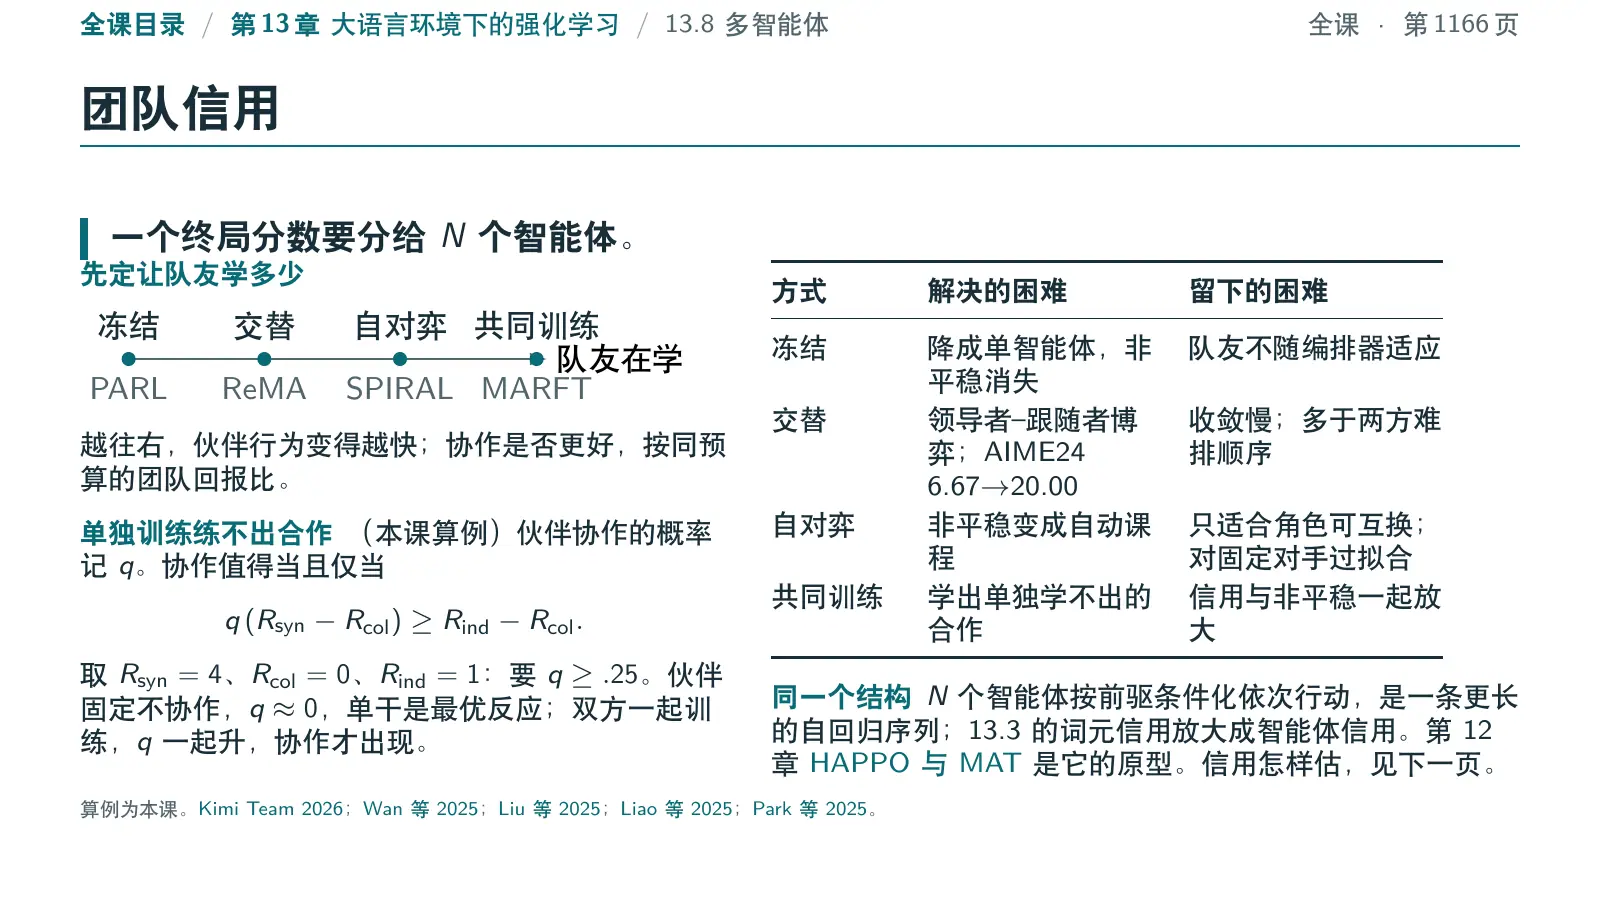 全课目录 / 第 13 章 大语言环境下的强化学习 / 13.8 多智能体
全课 · 第 1166 页
团队信用
一个终局分数要分给 N 个智能体。
先定让队友学多少
冻结 交替 自对弈 共同训练
队友在学
PARL ReMA SPIRAL MARFT
越往右，伙伴行为变得越快；协作是否更好，按同预
算的团队回报比。
单独训练练不出合作 （本课算例）伙伴协作的概率
记 q。协作值得当且仅当
q (R_syn − R_col) ≥ R_ind − R_col.
取 R_syn = 4、R_col = 0、R_ind = 1：要 q ≥ .25。伙伴
固定不协作，q ≈ 0，单干是最优反应；双方一起训
练，q 一起升，协作才出现。
方式 解决的困难 留下的困难
冻结 降成单智能体，非 队友不随编排器适应
平稳消失
交替 领导者–跟随者博 收敛慢；多于两方难
弈；AIME24 排顺序
6.67→20.00
自对弈 非平稳变成自动课 只适合角色可互换；
程 对固定对手过拟合
共同训练 学出单独学不出的 信用与非平稳一起放
合作 大
同一个结构 N 个智能体按前驱条件化依次行动，是一条更长
的自回归序列；13.3 的词元信用放大成智能体信用。第 12
章 HAPPO 与 MAT 是它的原型。信用怎样估，见下一页。
算例为本课。Kimi Team 2026；Wan 等 2025；Liu 等 2025；Liao 等 2025；Park 等 2025。